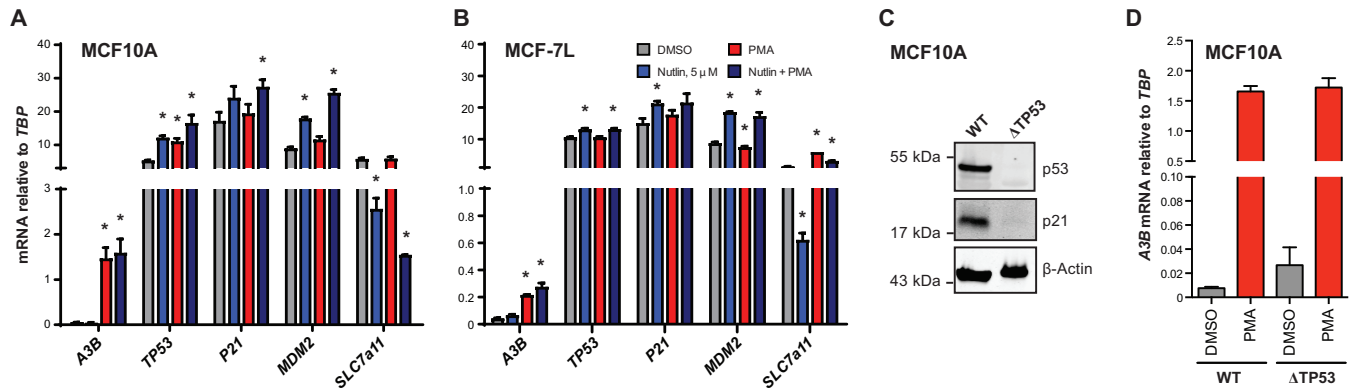 A
MCF10A
mRNA relative to TBP
40
30
20
10
3
2
1
0
A3B
TP53
P21
MDM2
SLC7a11
* * * * * * * * * *
B
MCF-7L
DMSO
PMA
Nutlin, 5 μM
Nutlin + PMA
40
30
20
10
1.0
0.8
0.6
0.4
0.2
0
A3B
TP53
P21
MDM2
SLC7a11
* * * * * * * * * * *
C
MCF10A
WT
ΔTP53
55 kDa
p53
17 kDa
p21
43 kDa
β-Actin
D
MCF10A
A3B mRNA relative to TBP
2.5
2.0
1.5
1.0
0.5
0.10
0.08
0.06
0.04
0.02
0
DMSO
PMA
DMSO
PMA
WT
ΔTP53